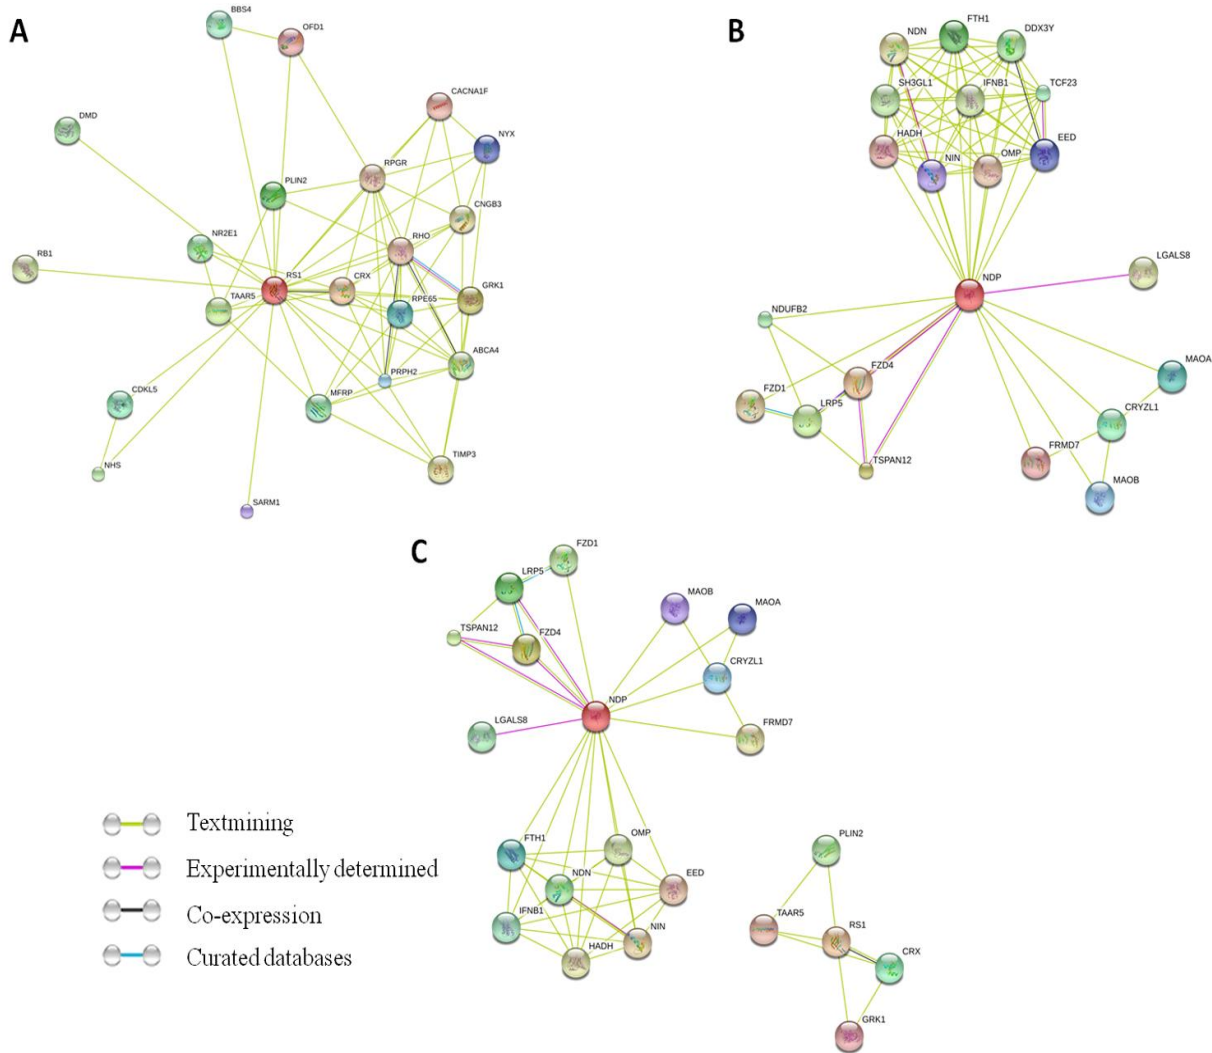 A
BBS4
OFD1
CACNA1F
DMD
NYX
RPGR
PLIN2
CNGB3
NR2E1
RHO
RB1
RS1
CRX
GRK1
TAAR5
RPE65
ABCA4
PRPH2
CDKL5
MFRP
TIMP3
NHS
SARM1
B
NDN
FTH1
DDX3Y
SH3GL1
IFNB1
TCF23
HADH
EED
NIN
OMP
LGALS8
NDP
NDUFB2
MAOA
FZD4
FZD1
LRP5
CRYZL1
FRMD7
TSPAN12
MAOB
C
FZD1
LRP5
MAOB
MAOA
TSPAN12
FZD4
CRYZL1
NDP
LGALS8
FRMD7
FTH1
OMP
NDN
EED
IFNB1
NIN
HADH
PLIN2
TAAR5
RS1
CRX
GRK1
Textmining
Experimentally determined
Co-expression
Curated databases